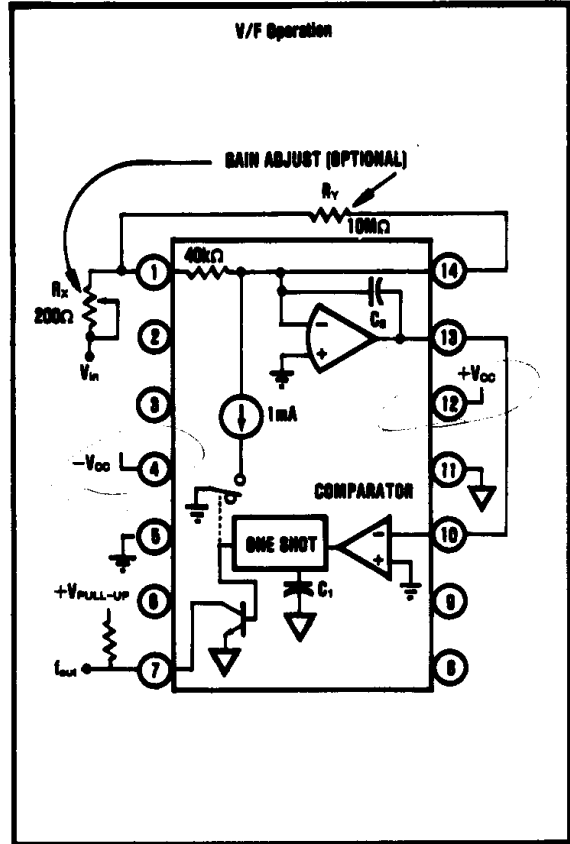 V/F Operation
GAIN ADJUST (OPTIONAL)
RY
10MΩ
40kΩ
1
14
RX
200Ω
C0
2
13
Vin
+VCC
3
1mA
12
-VCC
4
11
COMPARATOR
5
ONE SHOT
10
+VPULL-UP
6
C1
9
fout
7
8